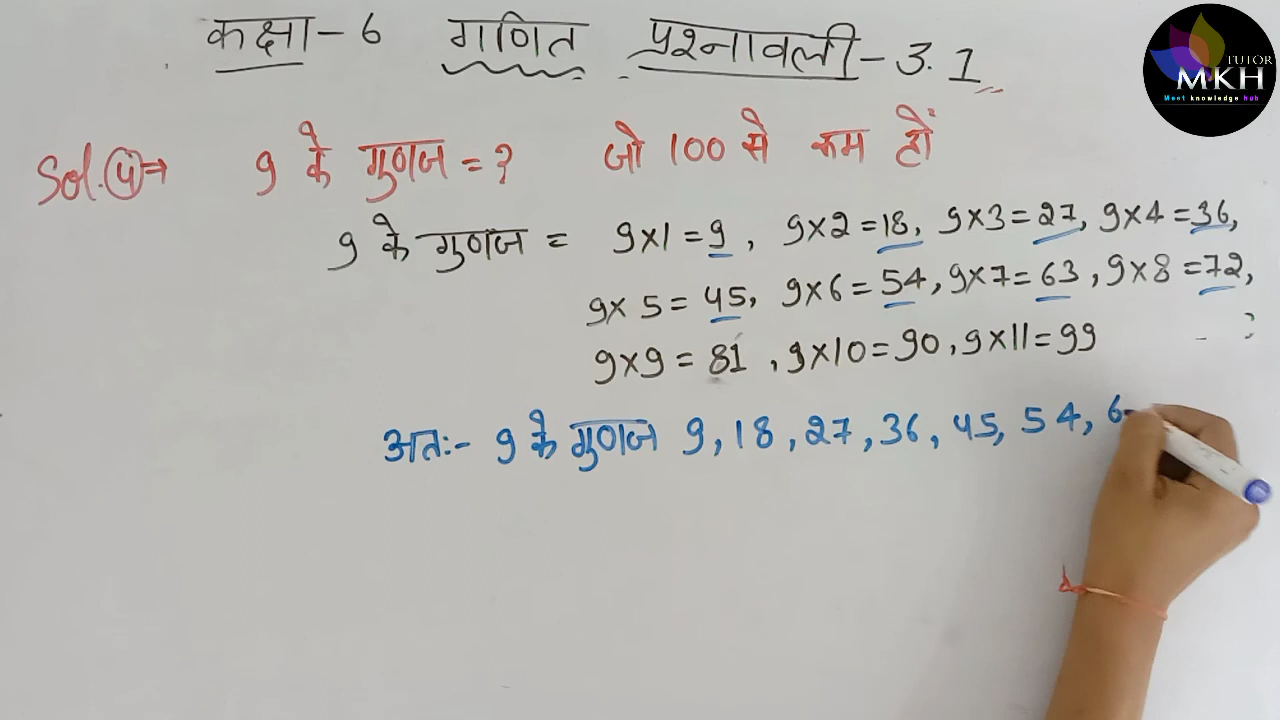 कक्षा-6 गणित प्रश्नावली-3.1
TUTOR
MKH
Meet knowledge hub
Sol.(4)⇒ 9 के गुणज = ? जो 100 से कम हों
9 के गुणज = 9×1=9, 9×2=18, 9×3=27, 9×4=36,
9×5=45, 9×6=54, 9×7=63, 9×8=72,
9×9=81, 9×10=90, 9×11=99
अतः- 9 के गुणज 9, 18, 27, 36, 45, 54, 6